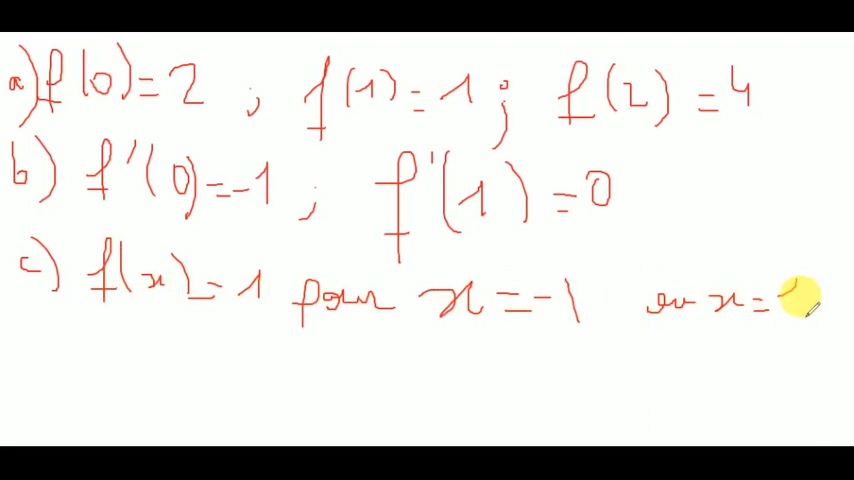 a) f(0) = 2 ; f(1) = 1 ; f(2) = 4
b) f'(0) = -1 ; f'(1) = 0
c) f(x) = 1 pour x = -1 ou x =